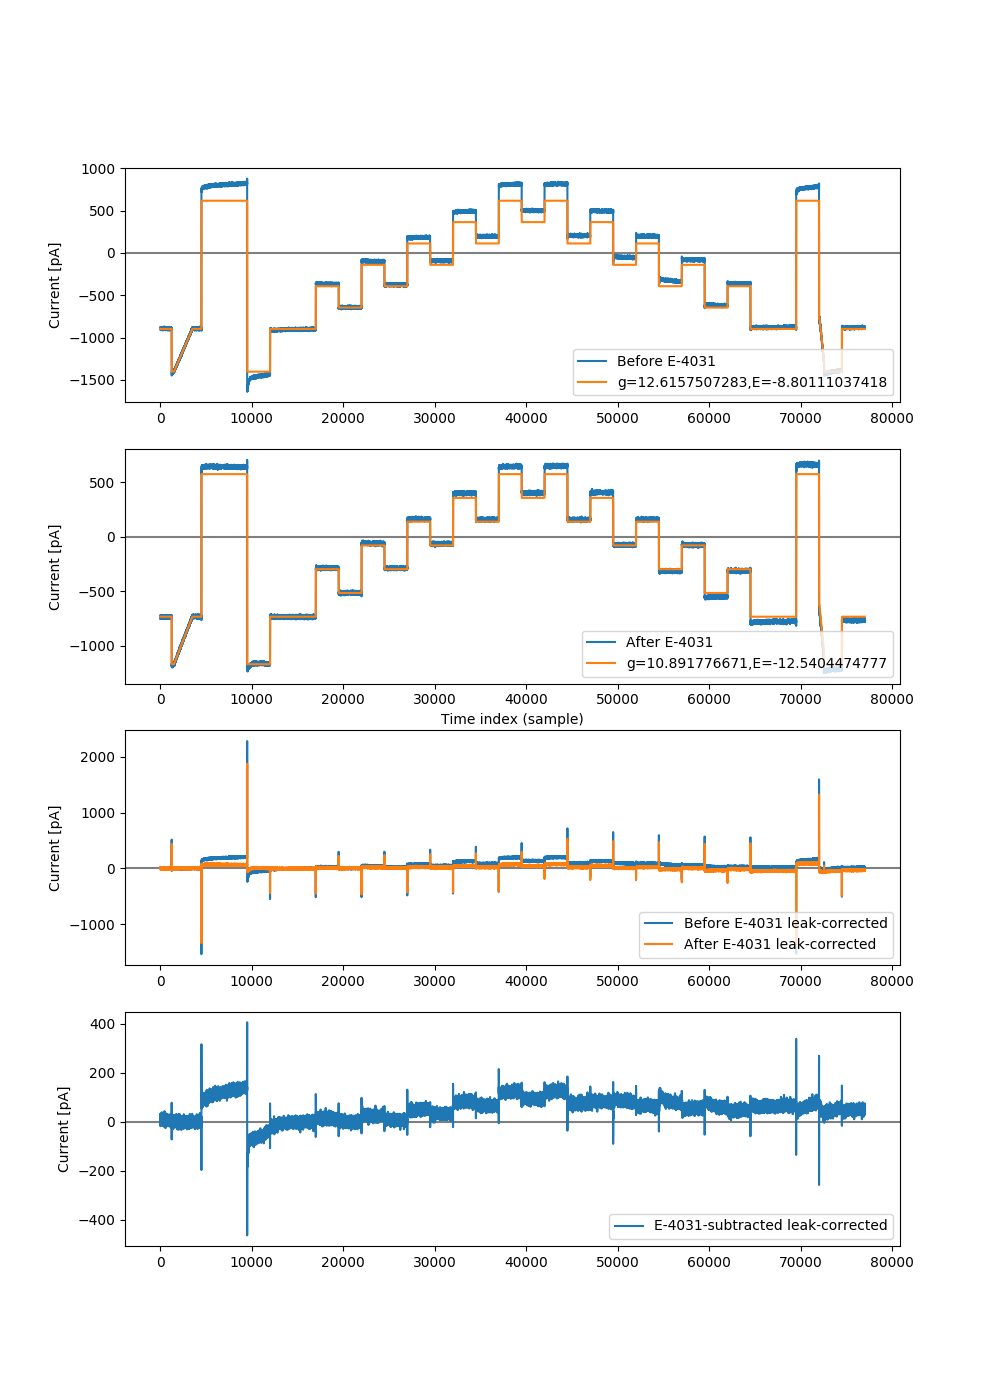 1000
500
0
−500
−1000
−1500
Current [pA]
Before E-4031
g=12.6157507283,E=-8.80111037418
0 10000 20000 30000 40000 50000 60000 70000 80000
500
0
−500
−1000
Current [pA]
After E-4031
g=10.891776671,E=-12.5404474777
0 10000 20000 30000 40000 50000 60000 70000 80000
Time index (sample)
2000
1000
0
−1000
Current [pA]
Before E-4031 leak-corrected
After E-4031 leak-corrected
0 10000 20000 30000 40000 50000 60000 70000 80000
400
200
0
−200
−400
Current [pA]
E-4031-subtracted leak-corrected
0 10000 20000 30000 40000 50000 60000 70000 80000